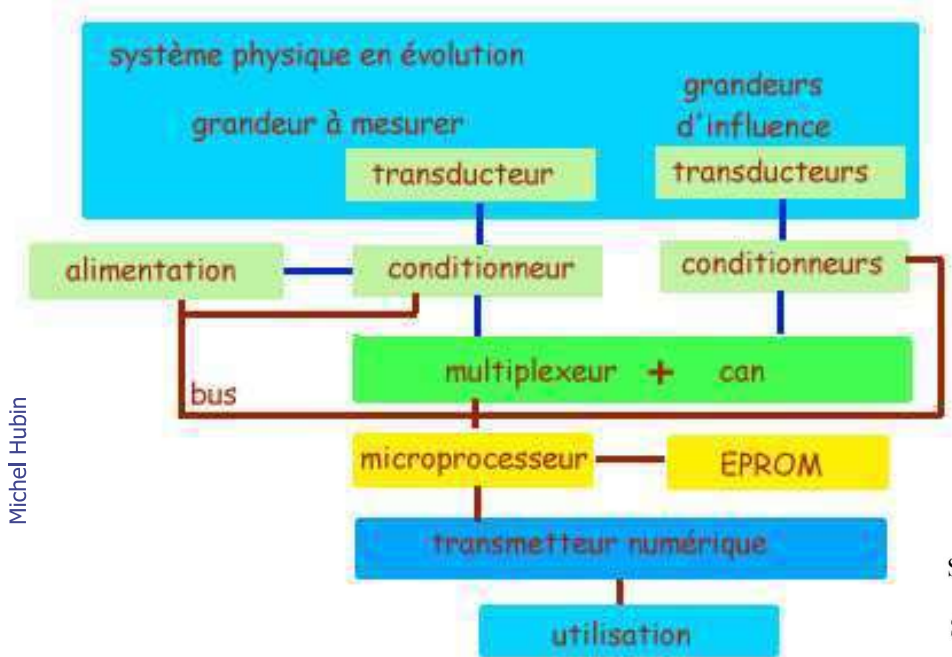 système physique en évolution
grandeurs
d'influence
grandeur à mesurer
transducteur
transducteurs
alimentation
conditionneur
conditionneurs
multiplexeur + can
bus
microprocesseur
EPROM
transmetteur numérique
utilisation
Michel Hubin